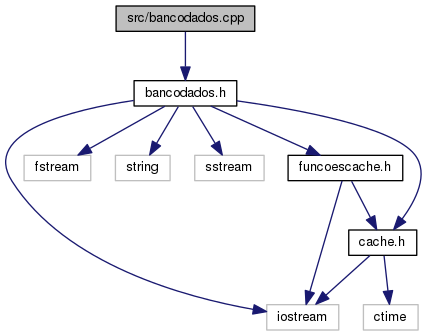 src/bancodados.cpp
bancodados.h
fstream
string
sstream
funcoescache.h
cache.h
iostream
ctime